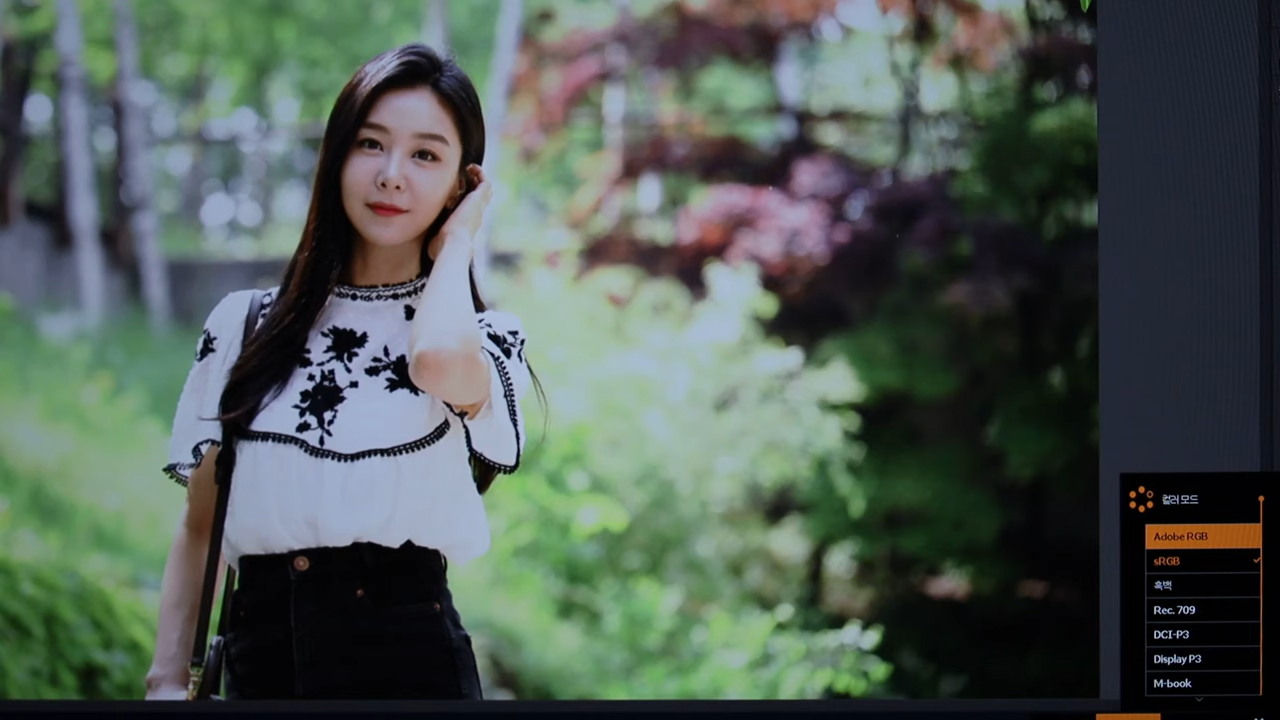 컬러 모드
Adobe RGB
sRGB
흑백
Rec. 709
DCI-P3
Display P3
M-book